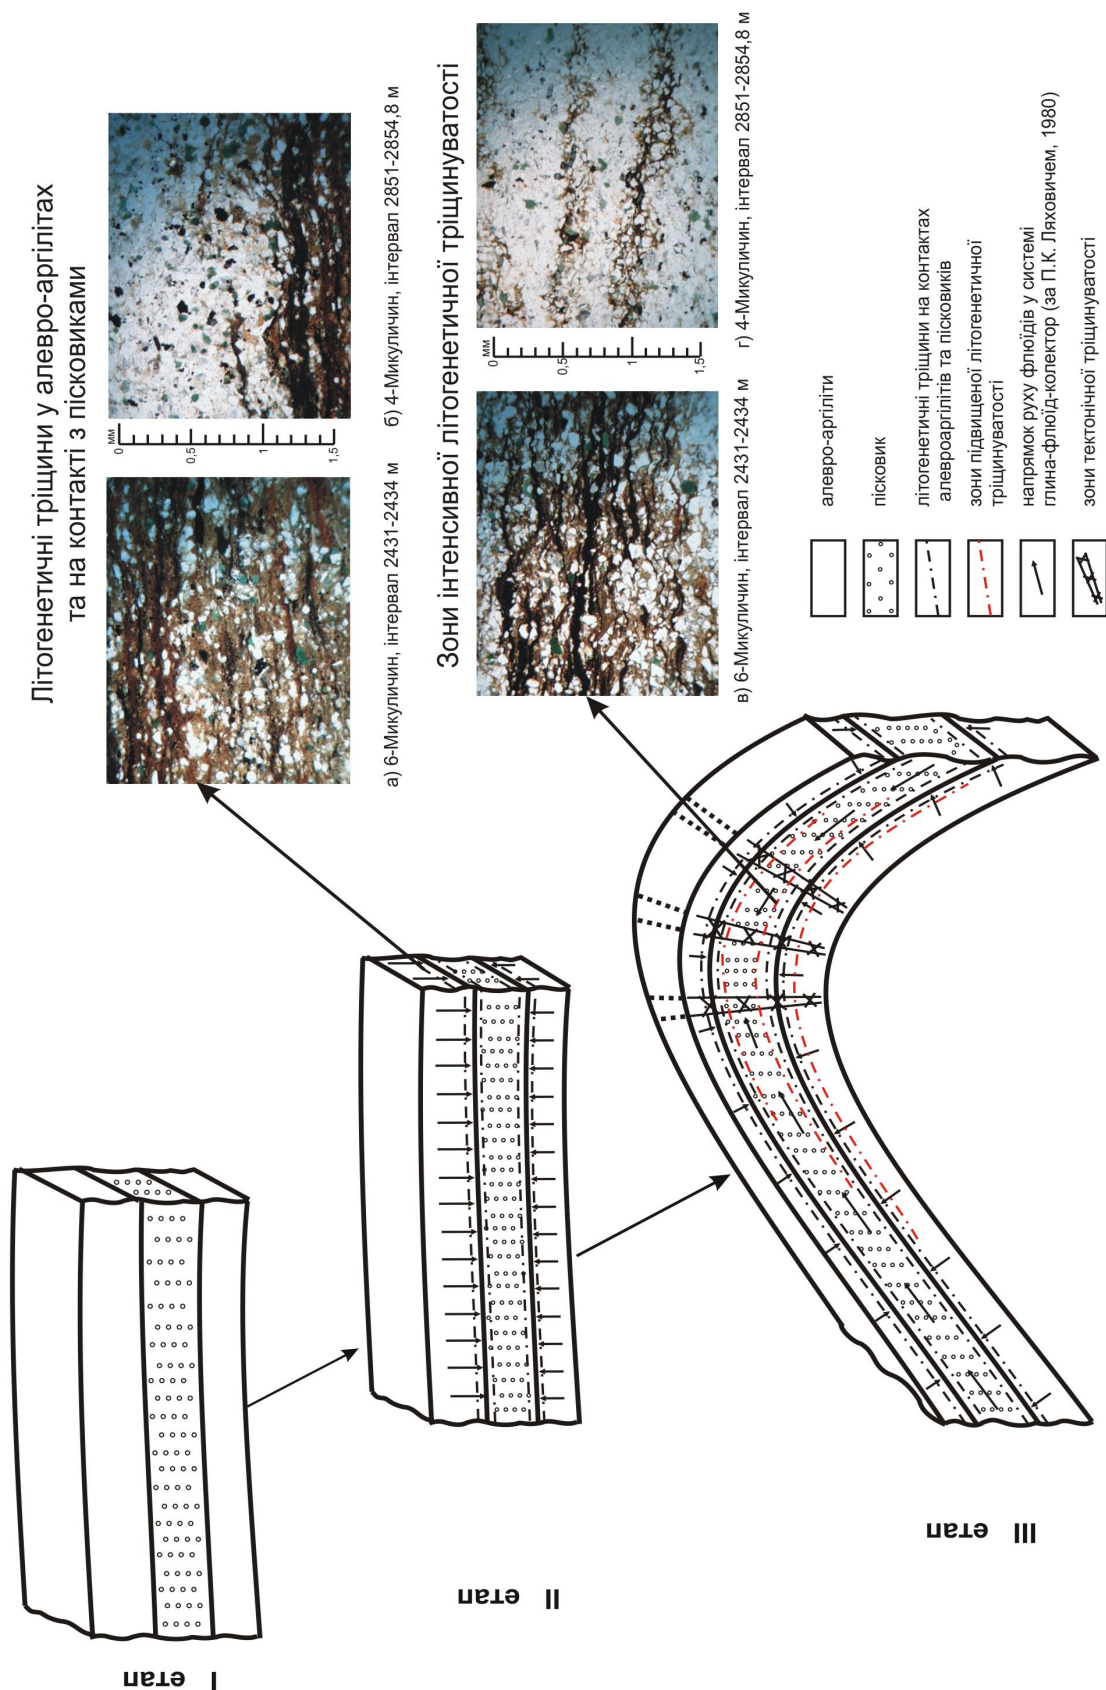 Літогенетичні тріщини у алевро-аргілітах
та на контакті з пісковиками
мм
0
0,5
1
1,5
а) 6-Микуличин, інтервал 2431-2434 м
б) 4-Микуличин, інтервал 2851-2854,8 м
Зони інтенсивної літогенетичної тріщинуватості
мм
0
0,5
1
1,5
в) 6-Микуличин, інтервал 2431-2434 м
г) 4-Микуличин, інтервал 2851-2854,8 м
I
етап
II
етап
III
етап
алевро-аргіліти
пісковик
літогенетичні тріщини на контактах
алевроаргілітів та пісковиків
зони підвищеної літогенетичної
тріщинуватості
напрямок руху флюїдів у системі
глина-флюїд-колектор (за П.К. Ляховичем, 1980)
зони тектонічної тріщинуватості